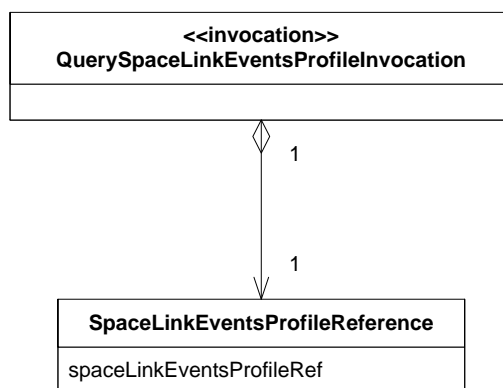 <<invocation>>
QuerySpaceLinkEventsProfileInvocation
1
1
SpaceLinkEventsProfileReference
spaceLinkEventsProfileRef